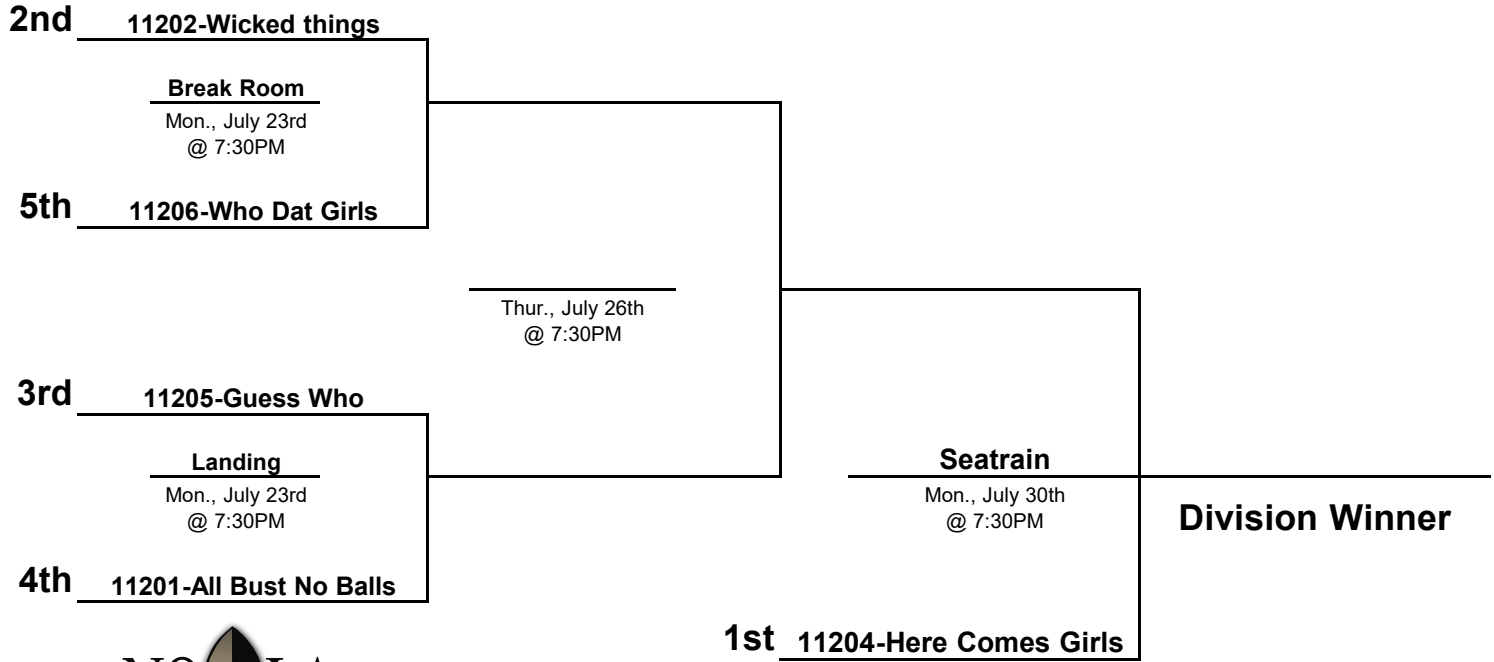 2nd 11202-Wicked things
Break Room
Mon., July 23rd
@ 7:30PM
5th 11206-Who Dat Girls
Thur., July 26th
@ 7:30PM
3rd 11205-Guess Who
Landing
Mon., July 23rd
@ 7:30PM
4th 11201-All Bust No Balls
Seatrain
Mon., July 30th
@ 7:30PM
Division Winner
1st 11204-Here Comes Girls